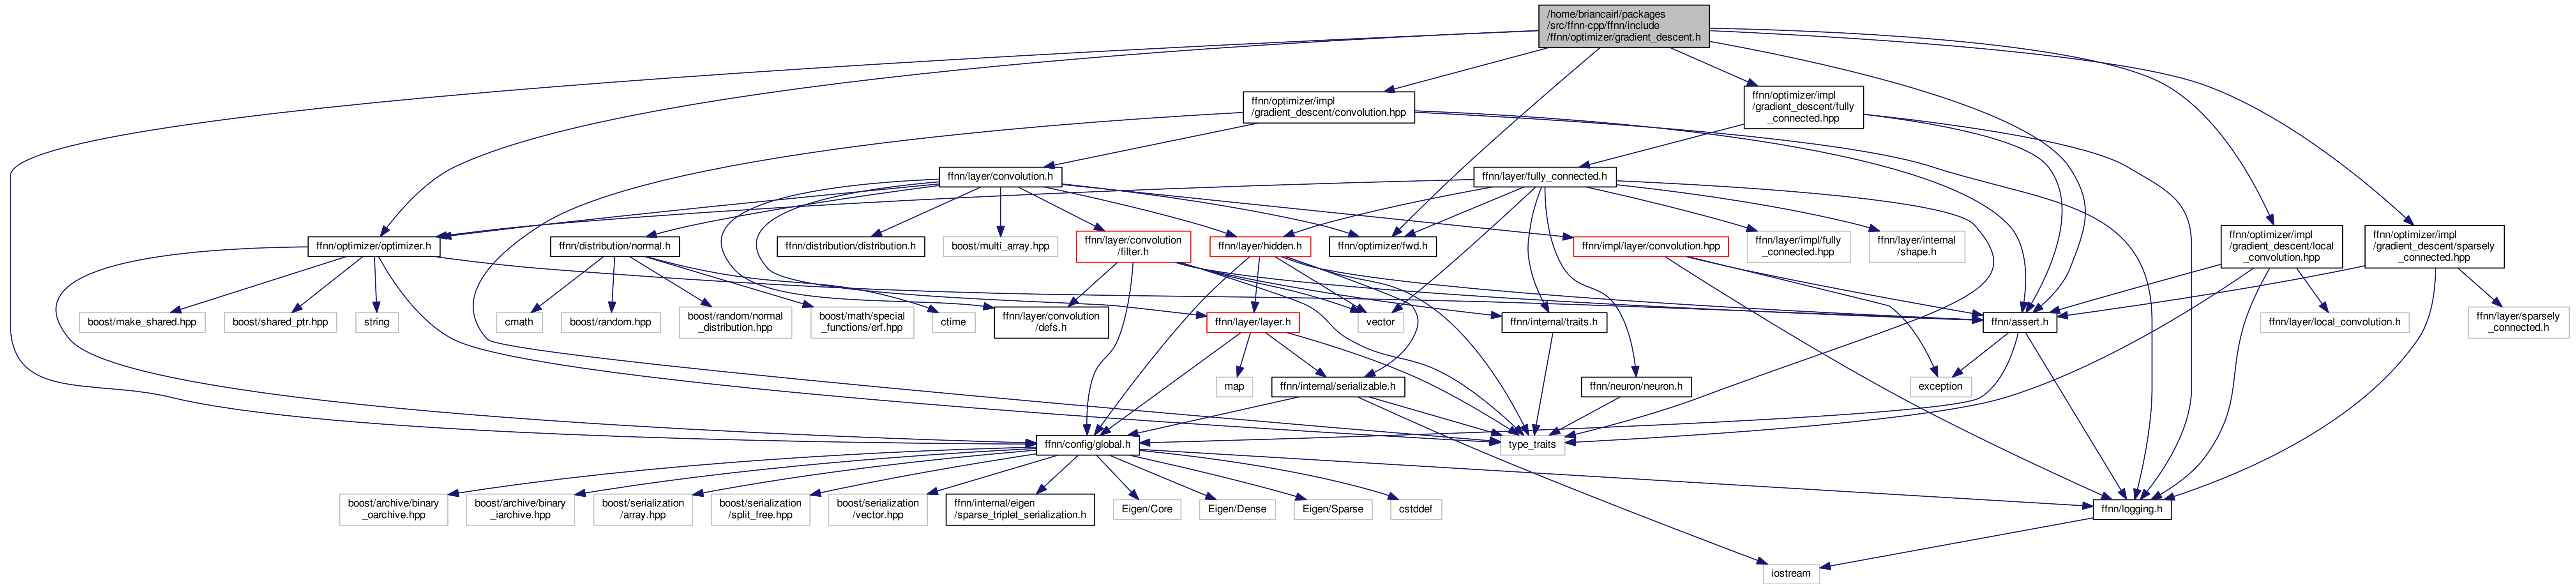 /home/briancairl/packages
/src/ffnn-cpp/ffnn/include
/ffnn/optimizer/gradient_descent.h
ffnn/optimizer/impl
/gradient_descent/convolution.hpp
ffnn/optimizer/impl
/gradient_descent/fully
_connected.hpp
ffnn/layer/convolution.h
ffnn/layer/fully_connected.h
ffnn/optimizer/optimizer.h
ffnn/distribution/normal.h
ffnn/distribution/distribution.h
boost/multi_array.hpp
ffnn/layer/convolution
/filter.h
ffnn/layer/hidden.h
ffnn/optimizer/fwd.h
ffnn/impl/layer/convolution.hpp
ffnn/layer/impl/fully
_connected.hpp
ffnn/layer/internal
/shape.h
ffnn/optimizer/impl
/gradient_descent/local
_convolution.hpp
ffnn/optimizer/impl
/gradient_descent/sparsely
_connected.hpp
boost/make_shared.hpp
boost/shared_ptr.hpp
string
cmath
boost/random.hpp
boost/random/normal
_distribution.hpp
boost/math/special
_functions/erf.hpp
ctime
ffnn/layer/convolution
/defs.h
ffnn/layer/layer.h
vector
ffnn/internal/traits.h
ffnn/assert.h
ffnn/layer/local_convolution.h
ffnn/layer/sparsely
_connected.h
map
ffnn/internal/serializable.h
ffnn/neuron/neuron.h
exception
ffnn/config/global.h
type_traits
boost/archive/binary
_oarchive.hpp
boost/archive/binary
_iarchive.hpp
boost/serialization
/array.hpp
boost/serialization
/split_free.hpp
boost/serialization
/vector.hpp
ffnn/internal/eigen
/sparse_triplet_serialization.h
Eigen/Core
Eigen/Dense
Eigen/Sparse
cstddef
ffnn/logging.h
iostream